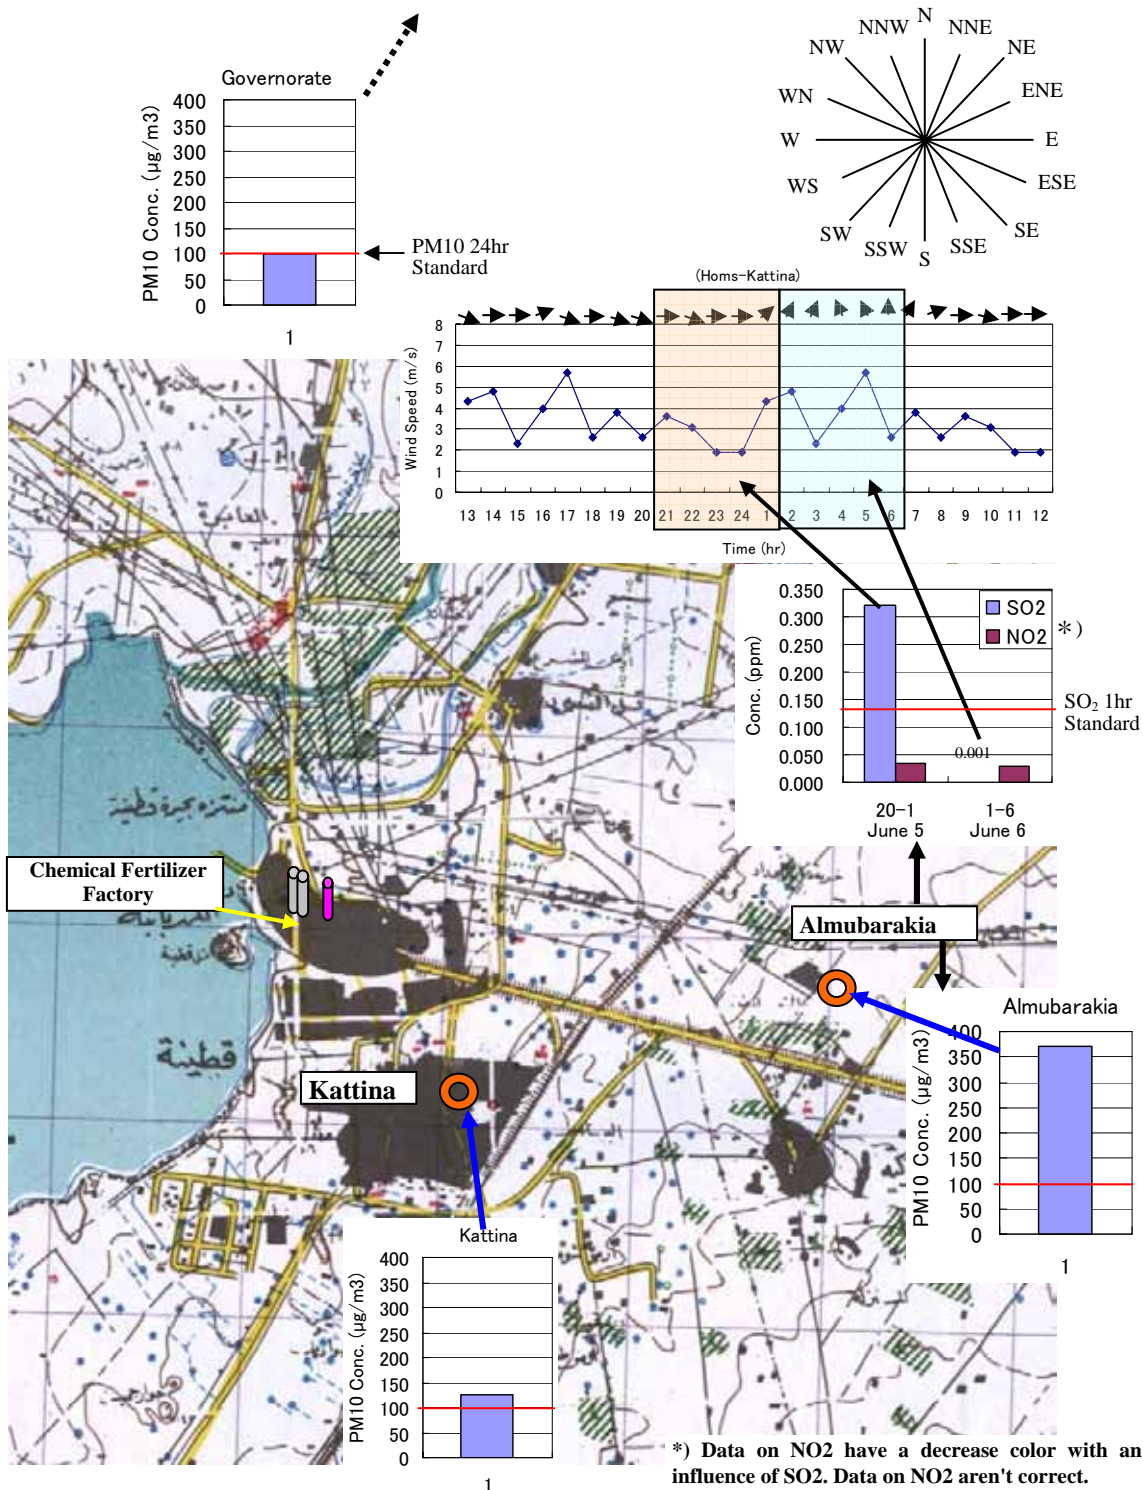 N
NNW
NNE
NW
NE
WN
ENE
W
E
WS
ESE
SW
SE
SSW
SSE
S
Governorate
PM10 Conc. (μg/m3)
400
350
300
250
200
150
100
50
0
1
PM10 24hr
Standard
(Homs-Kattina)
Wind Speed (m/s)
8
7
6
5
4
3
2
1
0
13 14 15 16 17 18 19 20 21 22 23 24 1 2 3 4 5 6 7 8 9 10 11 12
Time (hr)
Conc. (ppm)
0.350
0.300
0.250
0.200
0.150
0.100
0.050
0.000
SO2
NO2
*)
SO₂ 1hr
Standard
0.001
20-1
June 5
1-6
June 6
Chemical Fertilizer
Factory
Almubarakia
قطينة
Kattina
Almubarakia
PM10 Conc. (μg/m3)
400
350
300
250
200
150
100
50
0
1
Kattina
PM10 Conc. (μg/m3)
400
350
300
250
200
150
100
50
0
1
*) Data on NO2 have a decrease color with an
influence of SO2. Data on NO2 aren't correct.